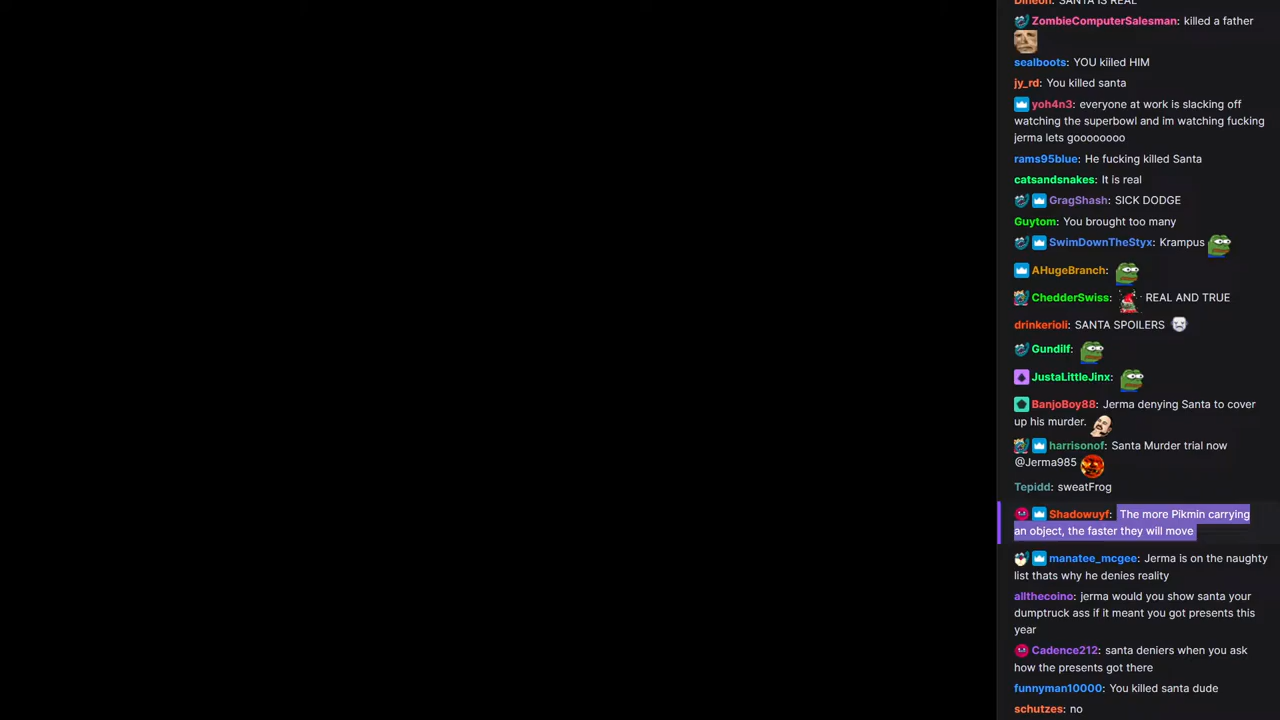 Dineon: SANTA IS REAL
ZombieComputerSalesman: killed a father
sealboots: YOU kiiled HIM
jy_rd: You killed santa
yoh4n3: everyone at work is slacking off
watching the superbowl and im watching fucking
jerma lets gooooooo
rams95blue: He fucking killed Santa
catsandsnakes: It is real
GragShash: SICK DODGE
Guytom: You brought too many
SwimDownTheStyx: Krampus
AHugeBranch:
ChedderSwiss: REAL AND TRUE
drinkerioli: SANTA SPOILERS
Gundilf:
JustaLittleJinx:
BanjoBoy88: Jerma denying Santa to cover
up his murder.
harrisonof: Santa Murder trial now
@Jerma985
Tepidd: sweatFrog
Shadowuyf: The more Pikmin carrying
an object, the faster they will move
manatee_mcgee: Jerma is on the naughty
list thats why he denies reality
allthecoino: jerma would you show santa your
dumptruck ass if it meant you got presents this
year
Cadence212: santa deniers when you ask
how the presents got there
funnyman10000: You killed santa dude
schutzes: no